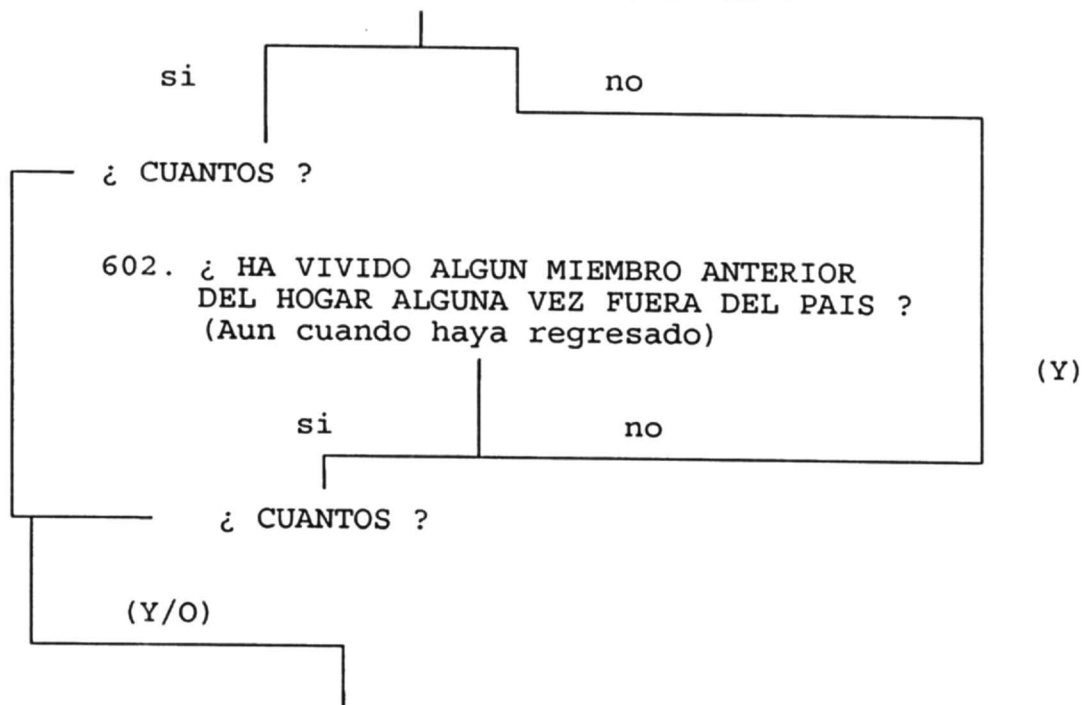 si
no
¿ CUANTOS ?
602. ¿ HA VIVIDO ALGUN MIEMBRO ANTERIOR
DEL HOGAR ALGUNA VEZ FUERA DEL PAIS ?
(Aun cuando haya regresado)
(Y)
si
no
¿ CUANTOS ?
(Y/O)